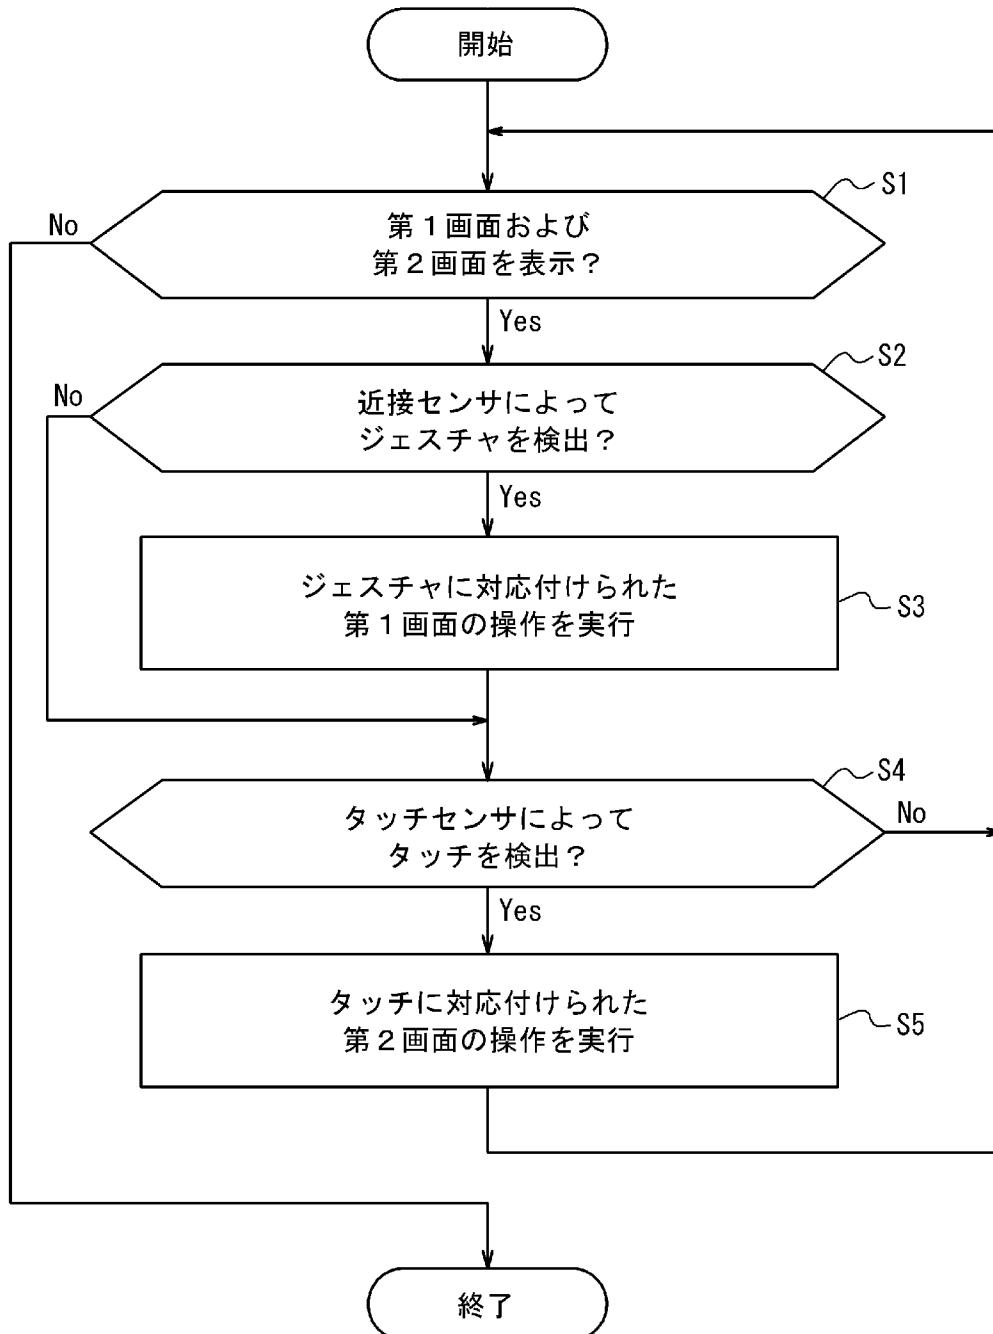 開始
S1
No
第1画面および
第2画面を表示?
Yes
S2
No
近接センサによって
ジェスチャを検出?
Yes
ジェスチャに対応付けられた
第1画面の操作を実行
S3
S4
タッチセンサによって
タッチを検出?
No
Yes
タッチに対応付けられた
第2画面の操作を実行
S5
終了